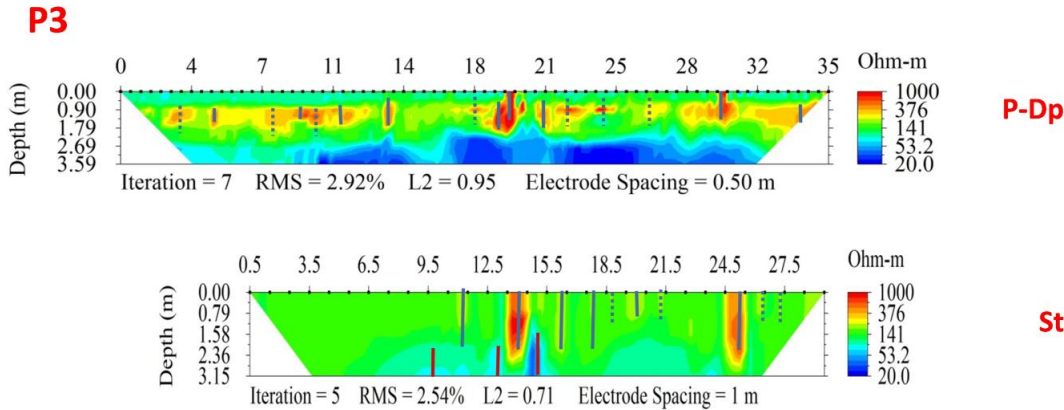 P3
0 4 7 11 14 18 21 25 28 32 35
Ohm-m
Depth (m)
0.00
0.90
1.79
2.69
3.59
1000
376
141
53.2
20.0
P-Dp
Iteration = 7 RMS = 2.92% L2 = 0.95 Electrode Spacing = 0.50 m
0.5 3.5 6.5 9.5 12.5 15.5 18.5 21.5 24.5 27.5
Ohm-m
Depth (m)
0.00
0.79
1.58
2.36
3.15
1000
376
141
53.2
20.0
St
Iteration = 5 RMS = 2.54% L2 = 0.71 Electrode Spacing = 1 m